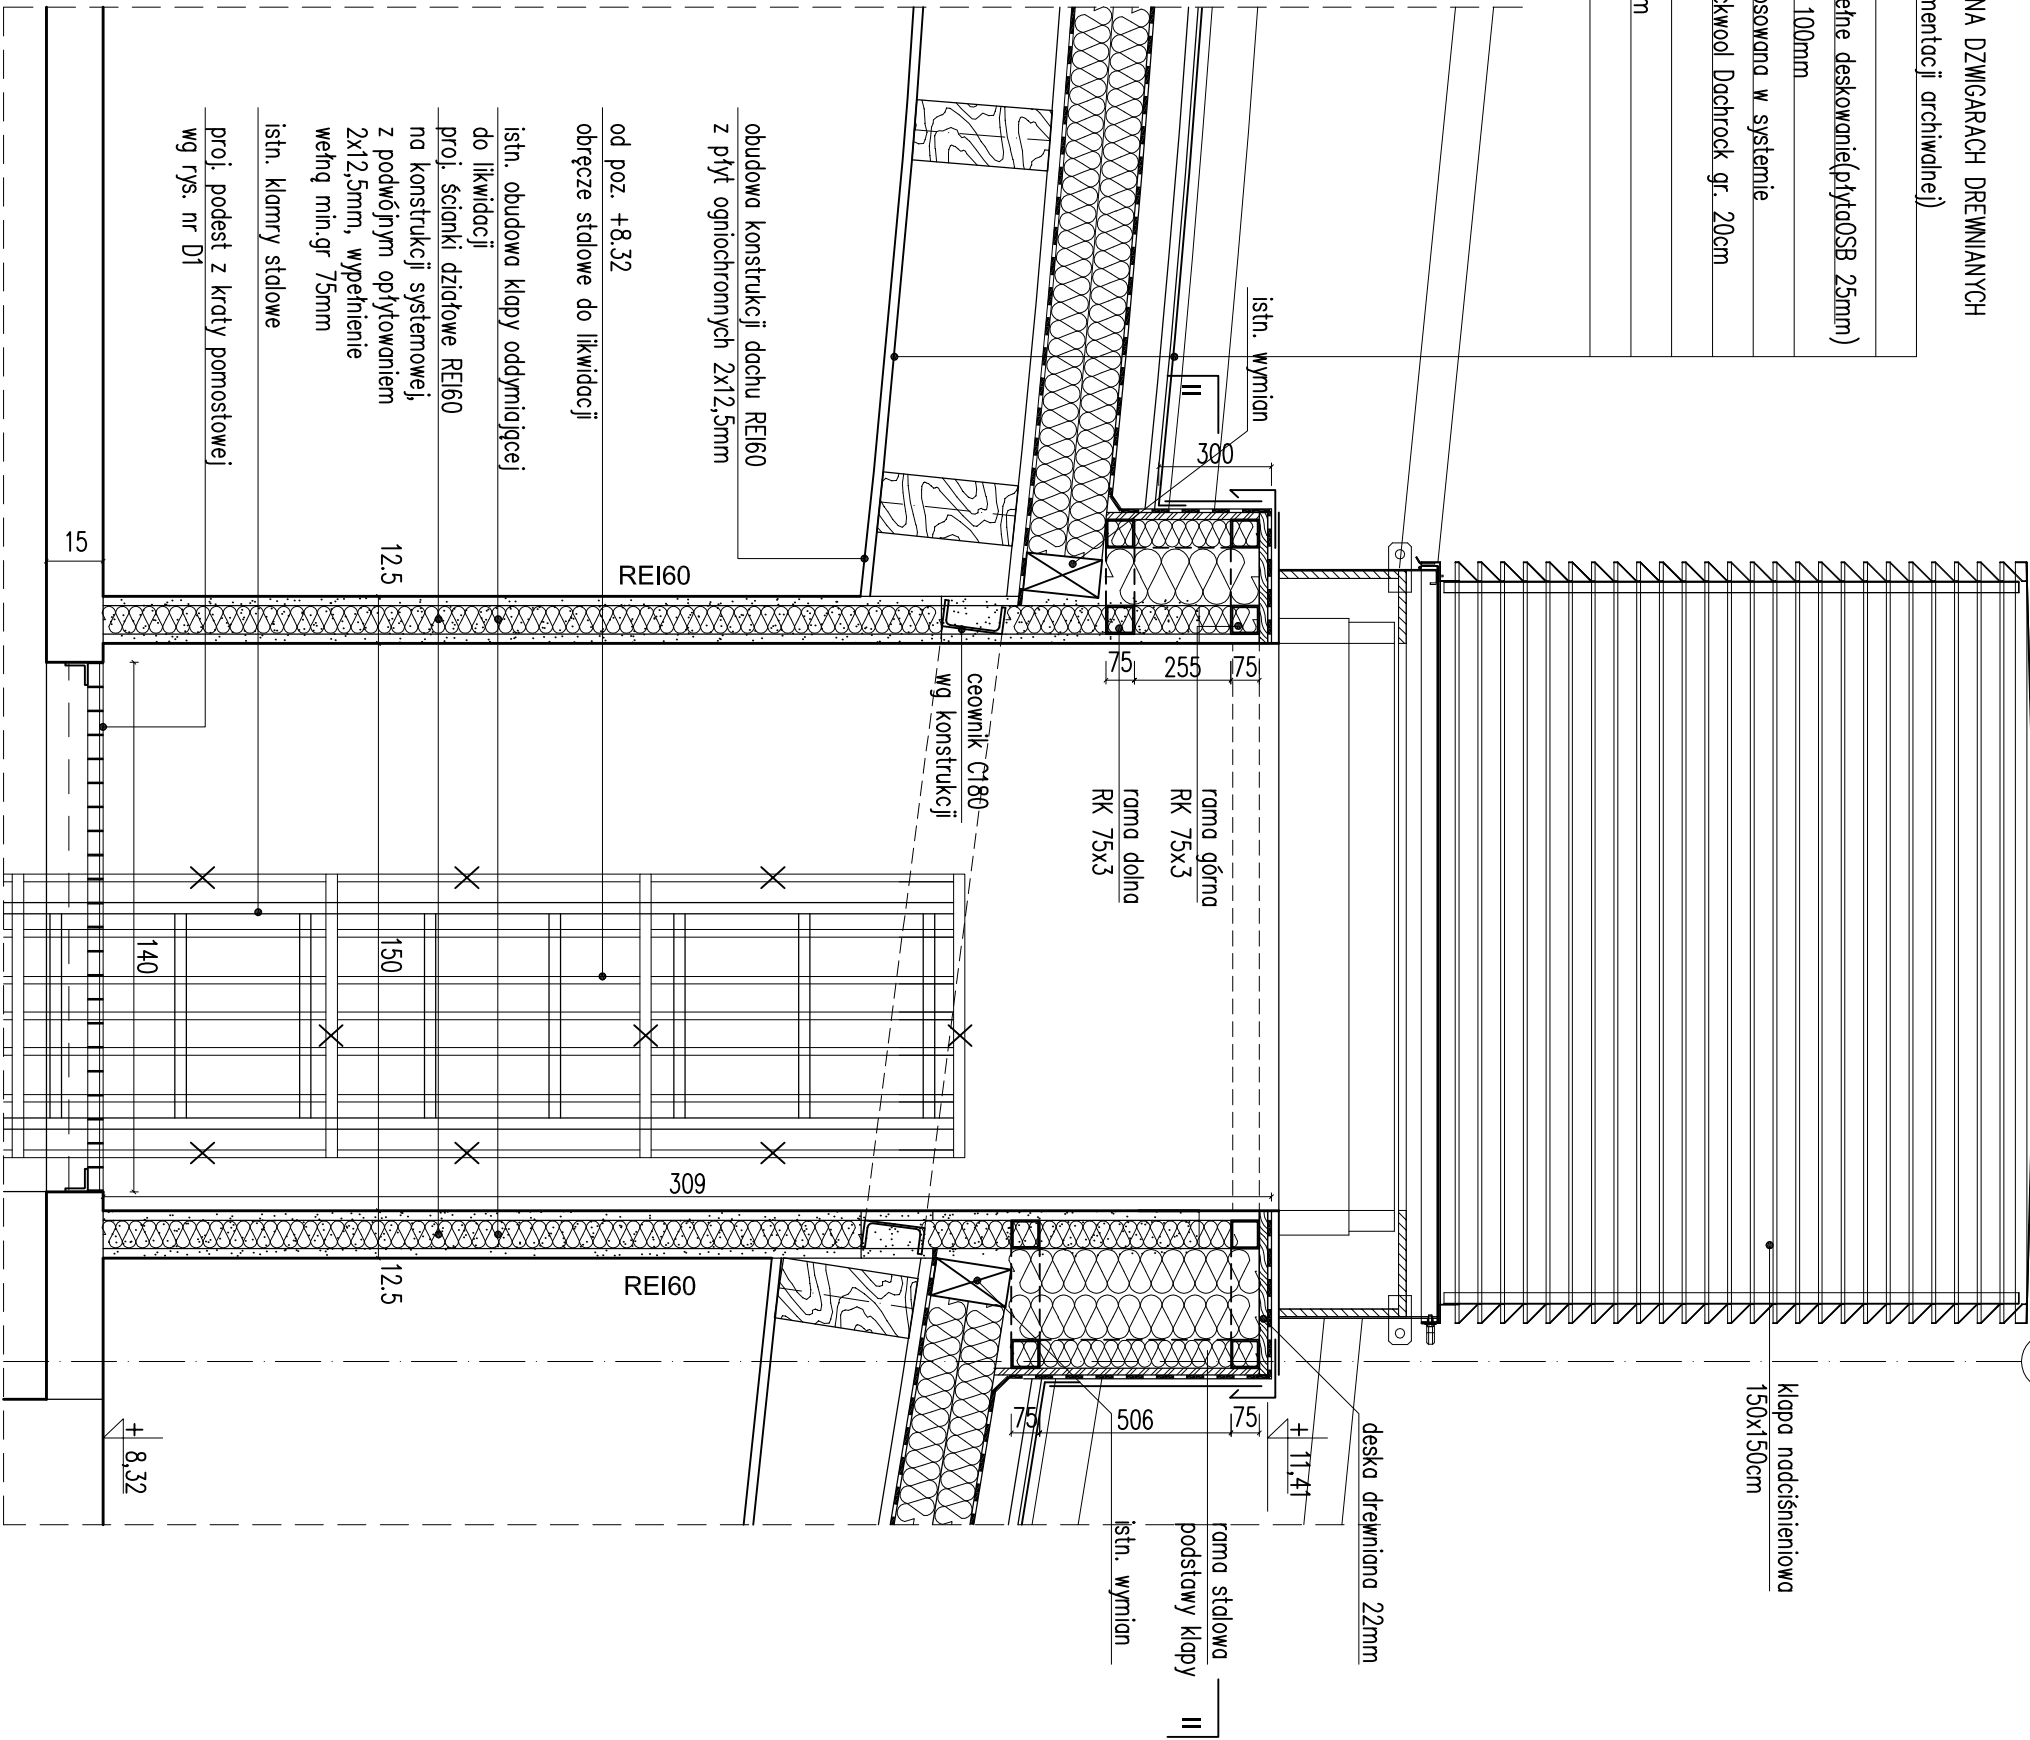 NA DZWIGARACH DREWNIANYCH
mentacji archiwalnej)
ełne deskowanie(płytaOSB 25mm)
100mm
osowana w systemie
ckwool Dachrock gr. 20cm
m
klapa nadciśnieniowa
150x150cm
deska drewniana 22mm
+ 11,41
rama stalowa
podstawy klapy
istn. wymian
II
istn. wymian
II
300
75
255
75
75
506
75
rama górna
RK 75x3
rama dolna
RK 75x3
ceownik C180
wg konstrukcji
obudowa konstrukcji dachu REI60
z płyt ogniochronnych 2x12,5mm
od poz. +8.32
obręcze stalowe do likwidacji
istn. obudowa klapy oddymiającej
do likwidacji
proj. ścianki działowe REI60
na konstrukcji systemowej,
z podwójnym opłytowaniem
2x12,5mm, wypełnienie
wełną min.gr 75mm
istn. klamry stalowe
proj. podest z kraty pomostowej
wg rys. nr D1
REI60
REI60
309
12.5
150
12.5
140
15
+ 8,32